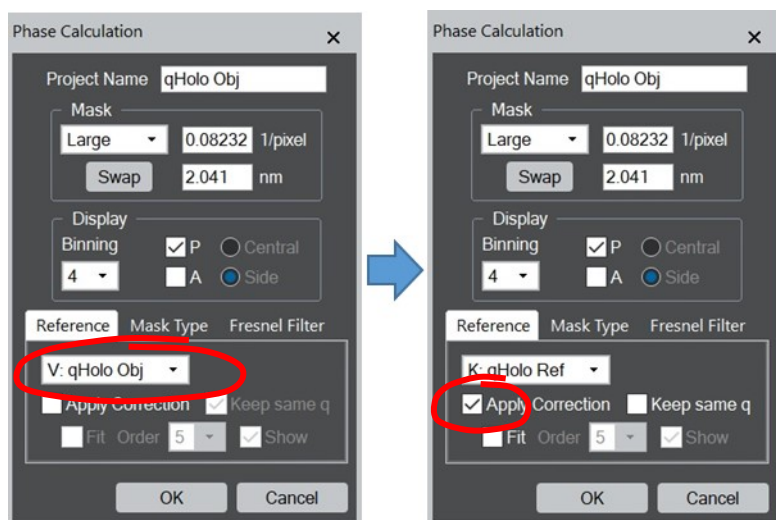 Phase Calculation
Project Name qHolo Obj
Mask
Large 0.08232 1/pixel
Swap 2.041 nm
Display
Binning P Central
4 A Side
Reference Mask Type Fresnel Filter
V: qHolo Obj
Apply Correction Keep same q
Fit Order 5 Show
OK Cancel
Phase Calculation
Project Name qHolo Obj
Mask
Large 0.08232 1/pixel
Swap 2.041 nm
Display
Binning P Central
4 A Side
Reference Mask Type Fresnel Filter
K: qHolo Ref
Apply Correction Keep same q
Fit Order 5 Show
OK Cancel